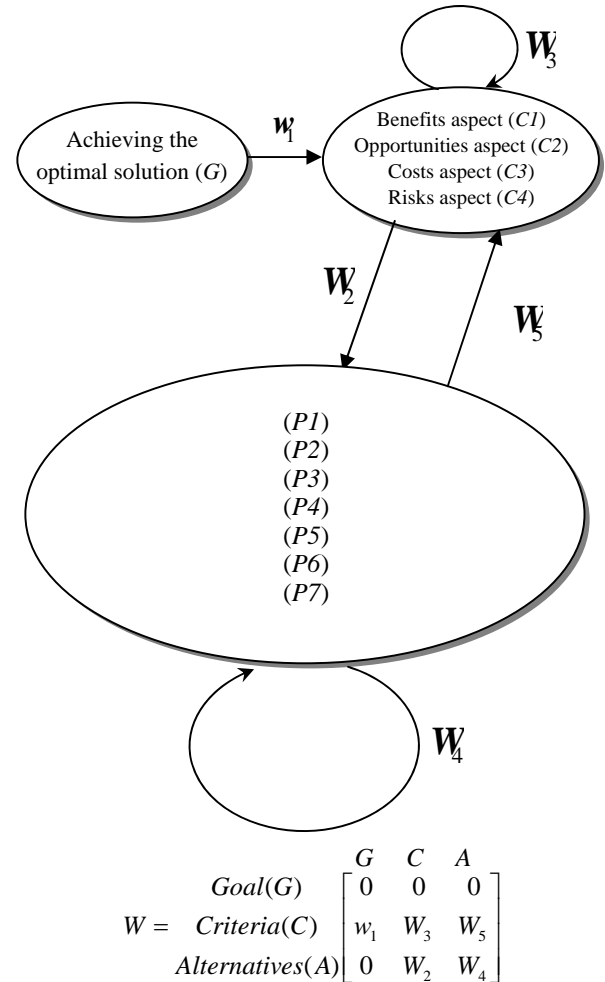 W3
Achieving the
optimal solution (G)
w1
Benefits aspect (C1)
Opportunities aspect (C2)
Costs aspect (C3)
Risks aspect (C4)
W2
W5
(P1)
(P2)
(P3)
(P4)
(P5)
(P6)
(P7)
W4
G C A
Goal(G) 0 0 0
W = Criteria(C) w1 W3 W5
Alternatives(A) 0 W2 W4